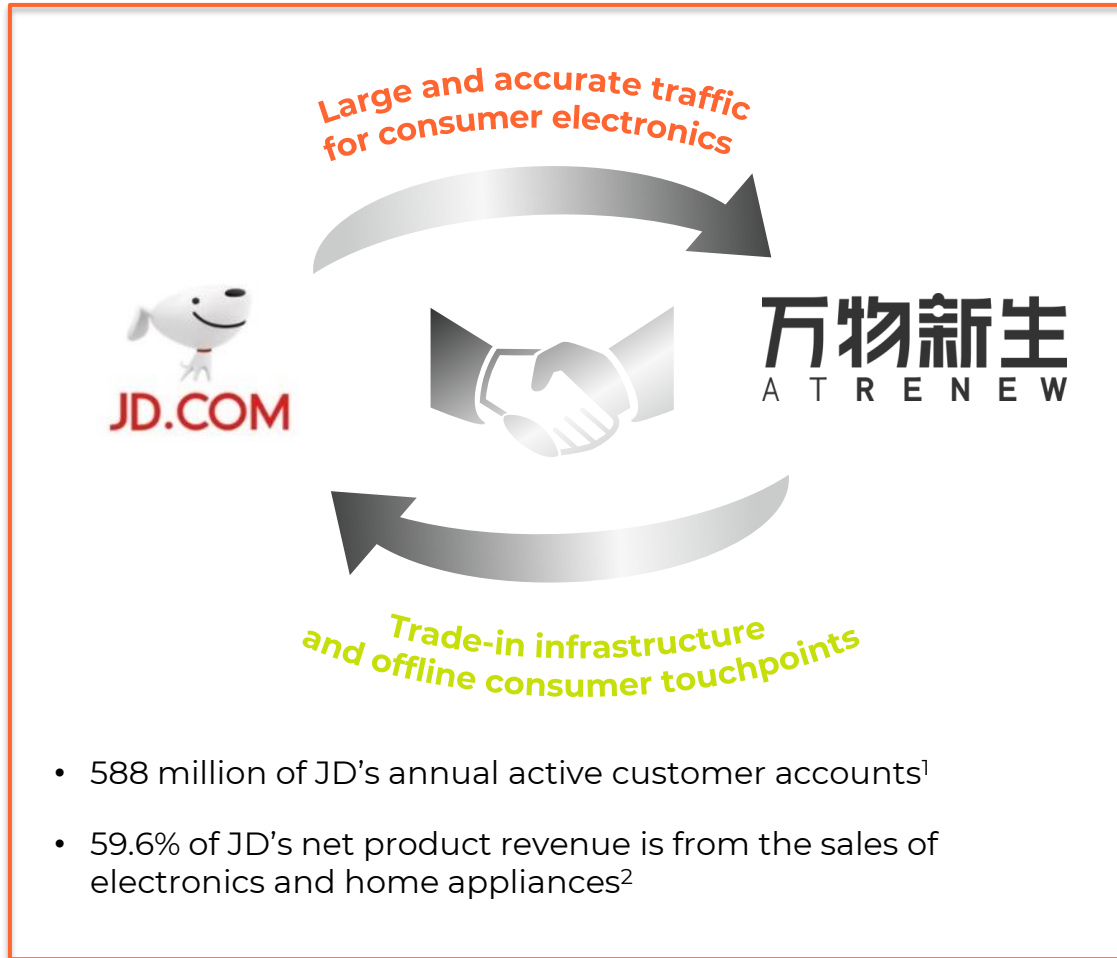 Large and accurate traffic
for consumer electronics
JD.COM
万物新生
ATRENEW
Trade-in infrastructure
and offline consumer touchpoints
• 588 million of JD’s annual active customer accounts¹
• 59.6% of JD’s net product revenue is from the sales of
electronics and home appliances²